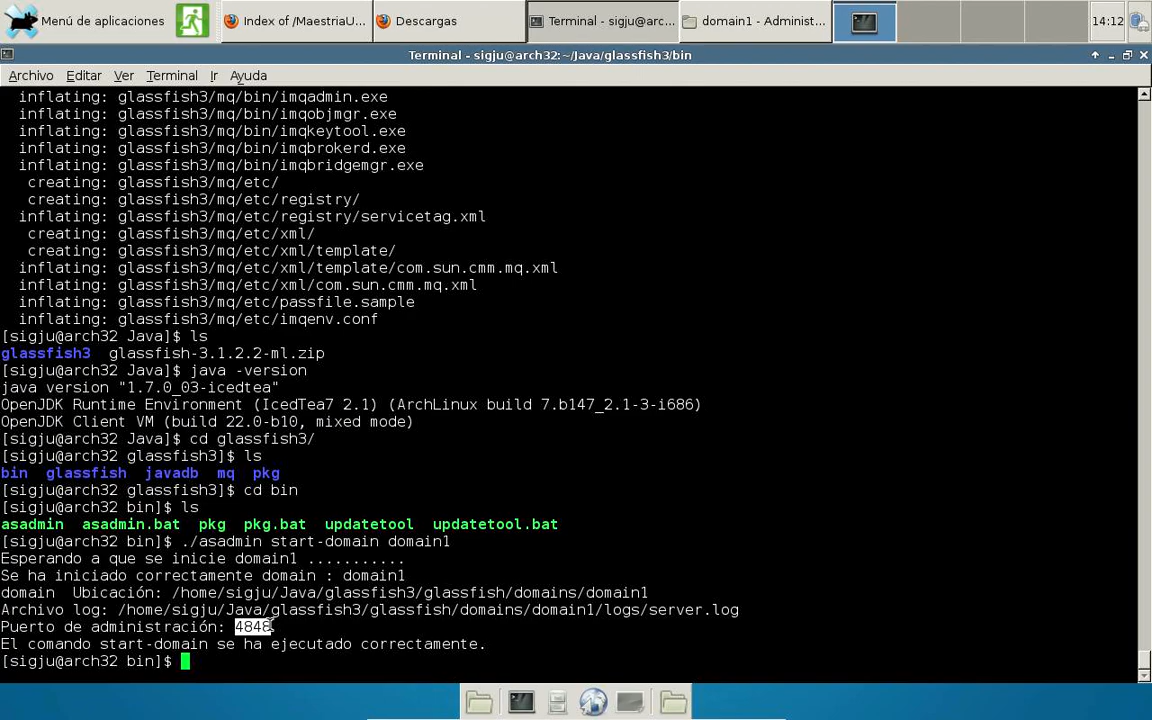 Menú de aplicaciones
Index of /MaestriaU...
Descargas
Terminal - sigju@arc...
domain1 - Administ...
14:12
Terminal - sigju@arch32:~/Java/glassfish3/bin
Archivo Editar Ver Terminal Ir Ayuda
inflating: glassfish3/mq/bin/imqadmin.exe
inflating: glassfish3/mq/bin/imqobjmgr.exe
inflating: glassfish3/mq/bin/imqkeytool.exe
inflating: glassfish3/mq/bin/imqbrokerd.exe
inflating: glassfish3/mq/bin/imqbridgemgr.exe
creating: glassfish3/mq/etc/
creating: glassfish3/mq/etc/registry/
inflating: glassfish3/mq/etc/registry/servicetag.xml
creating: glassfish3/mq/etc/xml/
creating: glassfish3/mq/etc/xml/template/
inflating: glassfish3/mq/etc/xml/template/com.sun.cmm.mq.xml
inflating: glassfish3/mq/etc/xml/com.sun.cmm.mq.xml
inflating: glassfish3/mq/etc/passfile.sample
inflating: glassfish3/mq/etc/imqenv.conf
[sigju@arch32 Java]$ ls
glassfish3  glassfish-3.1.2.2-ml.zip
[sigju@arch32 Java]$ java -version
java version "1.7.0_03-icedtea"
OpenJDK Runtime Environment (IcedTea7 2.1) (ArchLinux build 7.b147_2.1-3-i686)
OpenJDK Client VM (build 22.0-b10, mixed mode)
[sigju@arch32 Java]$ cd glassfish3/
[sigju@arch32 glassfish3]$ ls
bin  glassfish  javadb  mq  pkg
[sigju@arch32 glassfish3]$ cd bin
[sigju@arch32 bin]$ ls
asadmin  asadmin.bat  pkg  pkg.bat  updatetool  updatetool.bat
[sigju@arch32 bin]$ ./asadmin start-domain domain1
Esperando a que se inicie domain1 ...........
Se ha iniciado correctamente domain : domain1
domain  Ubicación: /home/sigju/Java/glassfish3/glassfish/domains/domain1
Archivo log: /home/sigju/Java/glassfish3/glassfish/domains/domain1/logs/server.log
Puerto de administración: 4848
El comando start-domain se ha ejecutado correctamente.
[sigju@arch32 bin]$